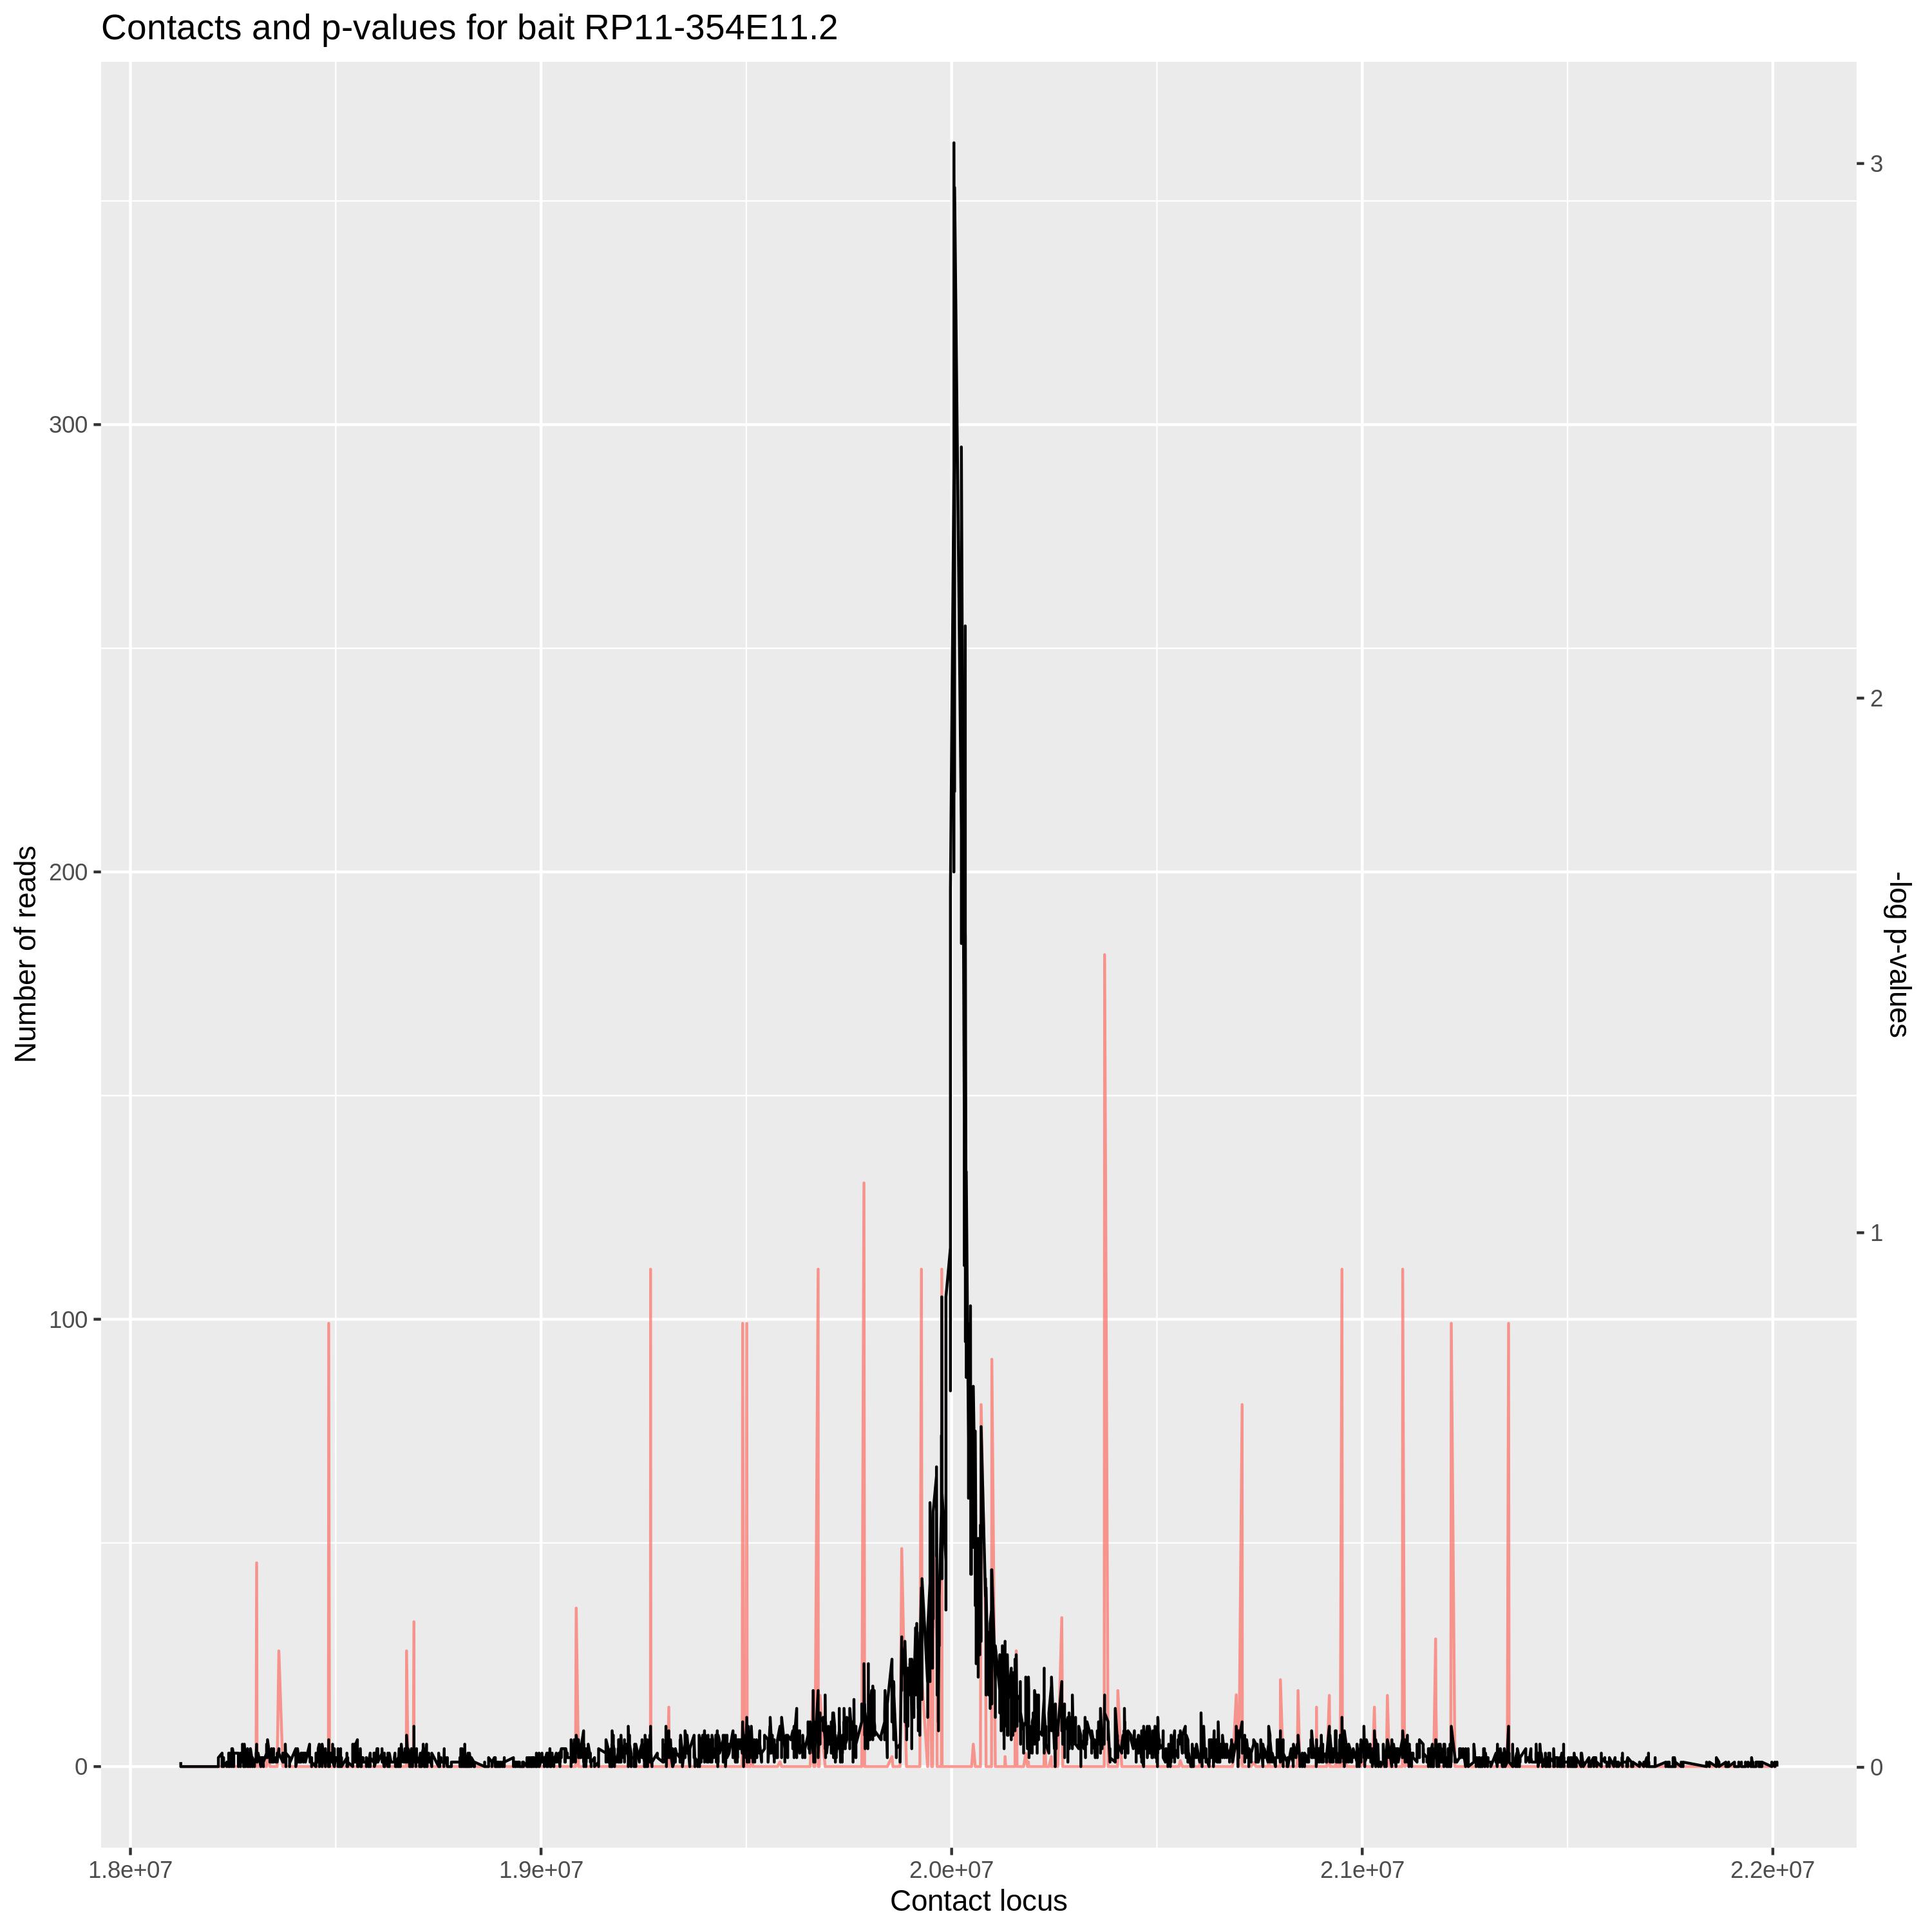 Contacts and p-values for bait RP11-354E11.2
Number of reads
300
200
100
0
3
2
1
0
-log p-values
1.8e+07 1.9e+07 2.0e+07 2.1e+07 2.2e+07
Contact locus